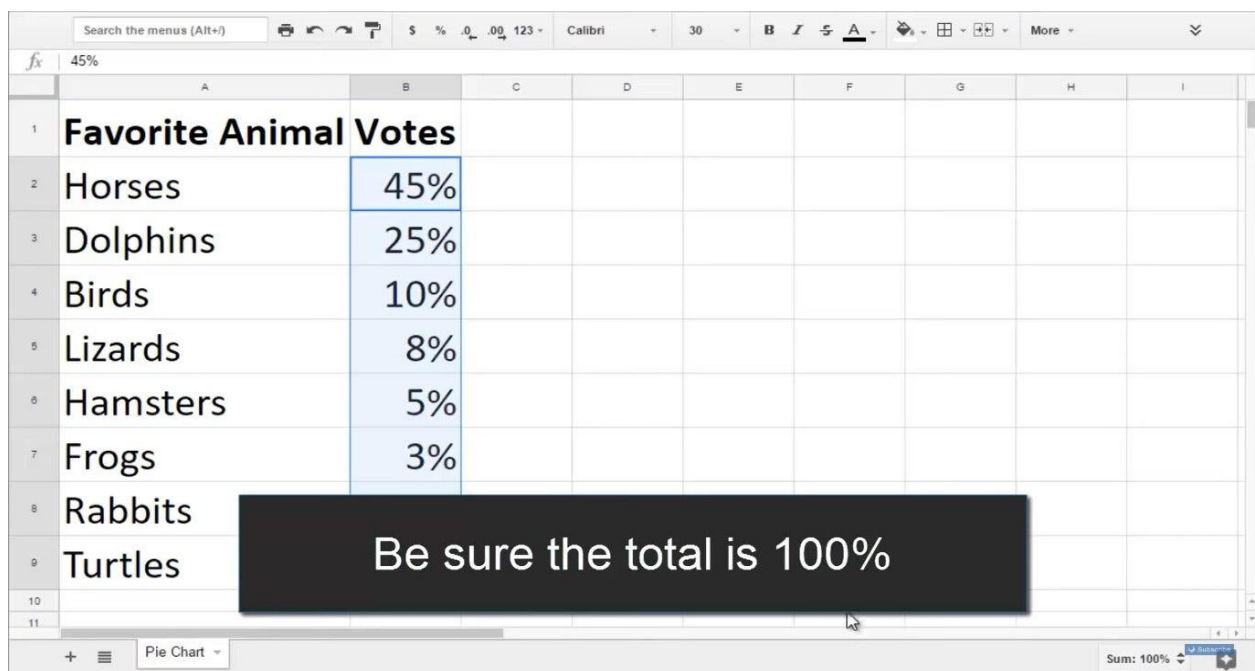 Search the menus (Alt+/) $ % .0 .00 123 Calibri 30 B I S A More
fx 45%
A B C D E F G H I
1 Favorite Animal Votes
2 Horses 45%
3 Dolphins 25%
4 Birds 10%
5 Lizards 8%
6 Hamsters 5%
7 Frogs 3%
8 Rabbits
Be sure the total is 100%
9 Turtles
10
11
+ Pie Chart Sum: 100% Subscribe